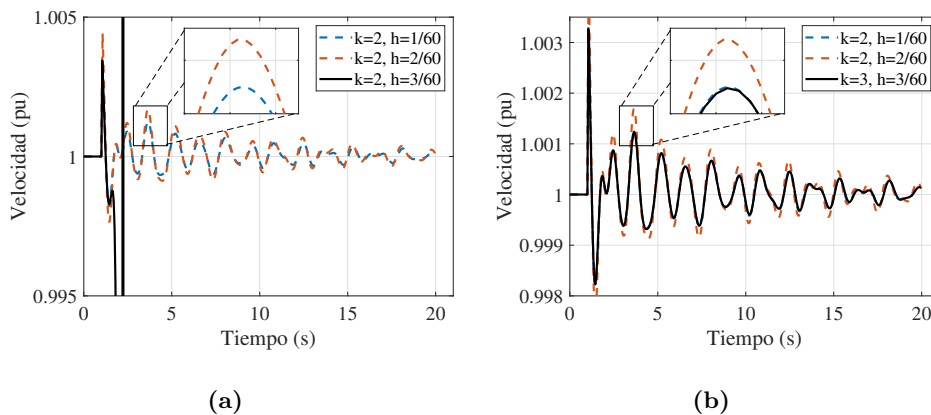 1.005
1
0.995
Velocidad (pu)
k=2, h=1/60
k=2, h=2/60
k=2, h=3/60
0 5 10 15 20
Tiempo (s)
(a)
1.003
1.002
1.001
1
0.999
0.998
Velocidad (pu)
k=2, h=1/60
k=2, h=2/60
k=3, h=3/60
0 5 10 15 20
Tiempo (s)
(b)